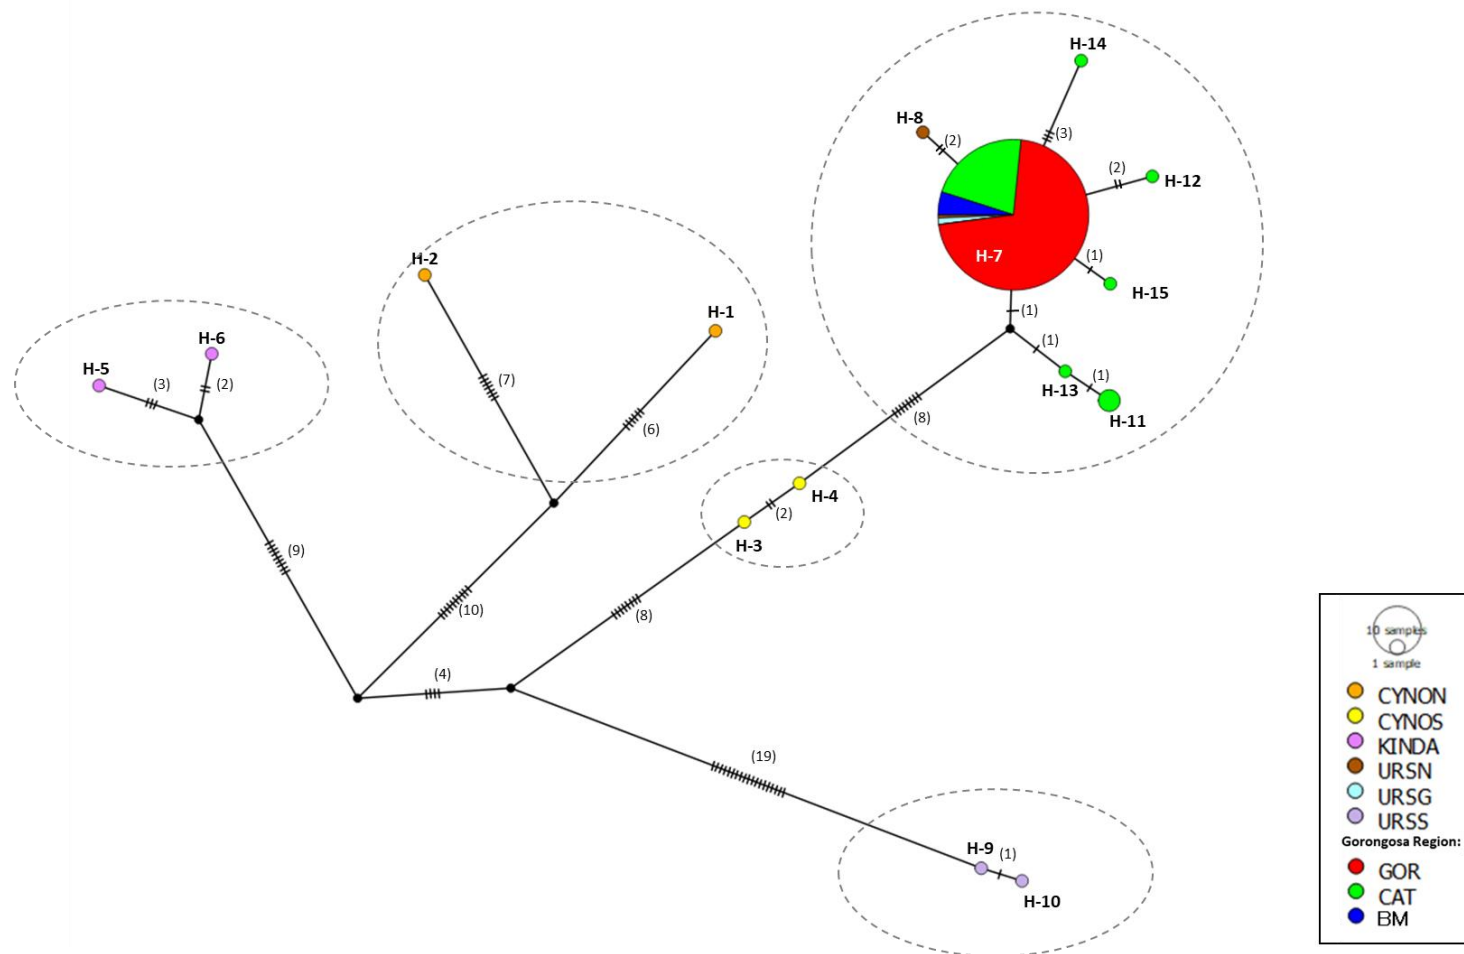 H-14
(3)
H-8
(2)
(2)
H-12
H-7
(1)
H-15
(1)
(1)
H-13
(1)
H-11
(8)
H-2
H-1
(7)
(6)
H-6
H-5
(3)
(2)
H-4
(2)
H-3
(9)
(10)
(8)
(4)
(19)
H-9
(1)
H-10
10 samples
1 sample
CYNON
CYNOS
KINDA
URSN
URSG
URSS
Gorongosa Region:
GOR
CAT
BM